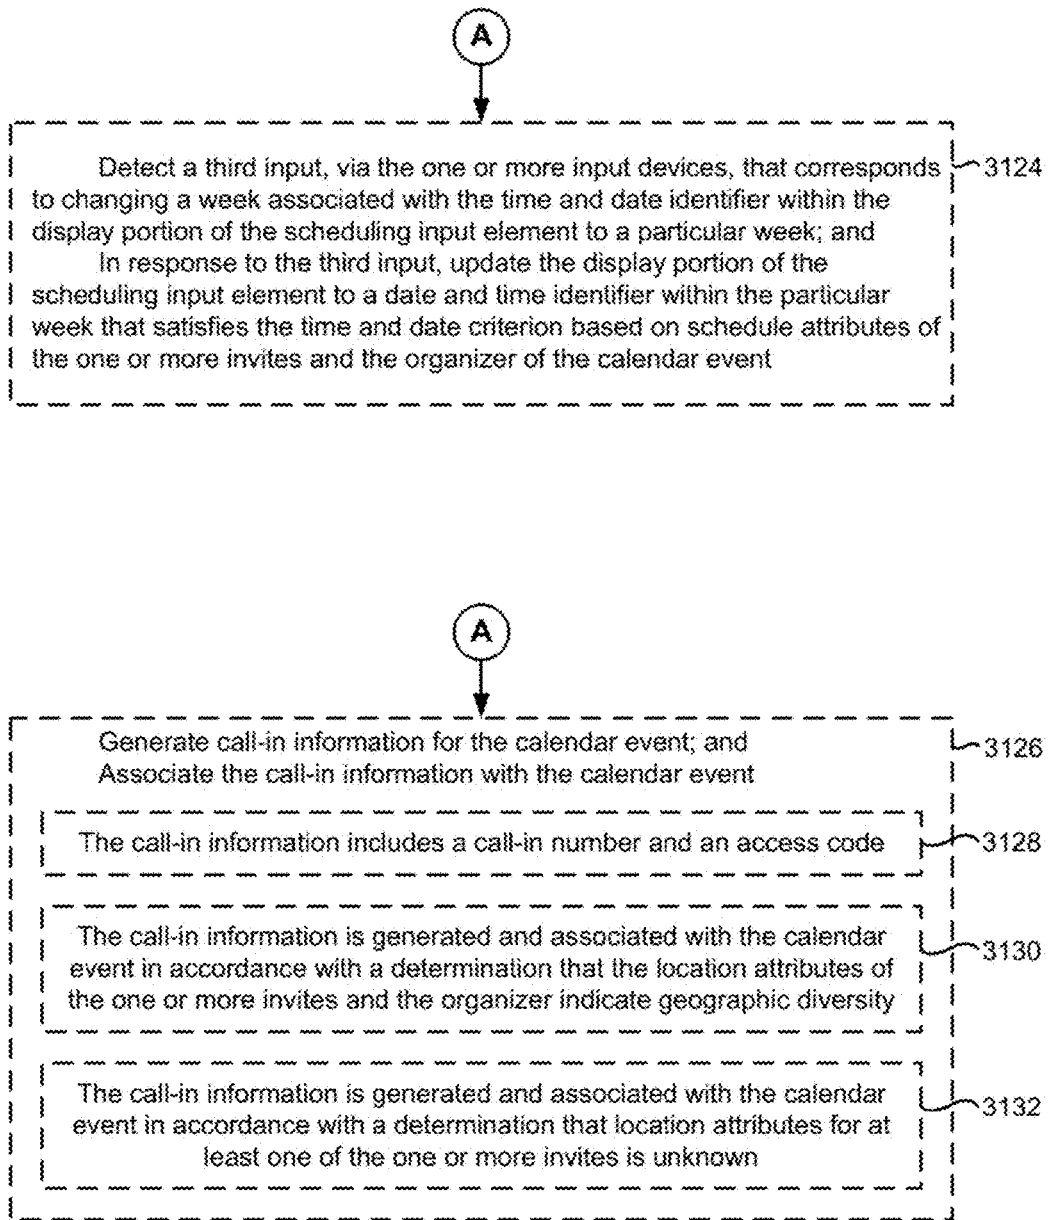 A
Detect a third input, via the one or more input devices, that corresponds
to changing a week associated with the time and date identifier within the
display portion of the scheduling input element to a particular week; and
In response to the third input, update the display portion of the
scheduling input element to a date and time identifier within the particular
week that satisfies the time and date criterion based on schedule attributes of
the one or more invites and the organizer of the calendar event
3124
A
Generate call-in information for the calendar event; and
Associate the call-in information with the calendar event
3126
The call-in information includes a call-in number and an access code
3128
The call-in information is generated and associated with the calendar
event in accordance with a determination that the location attributes of
the one or more invites and the organizer indicate geographic diversity
3130
The call-in information is generated and associated with the calendar
event in accordance with a determination that location attributes for at
least one of the one or more invites is unknown
3132